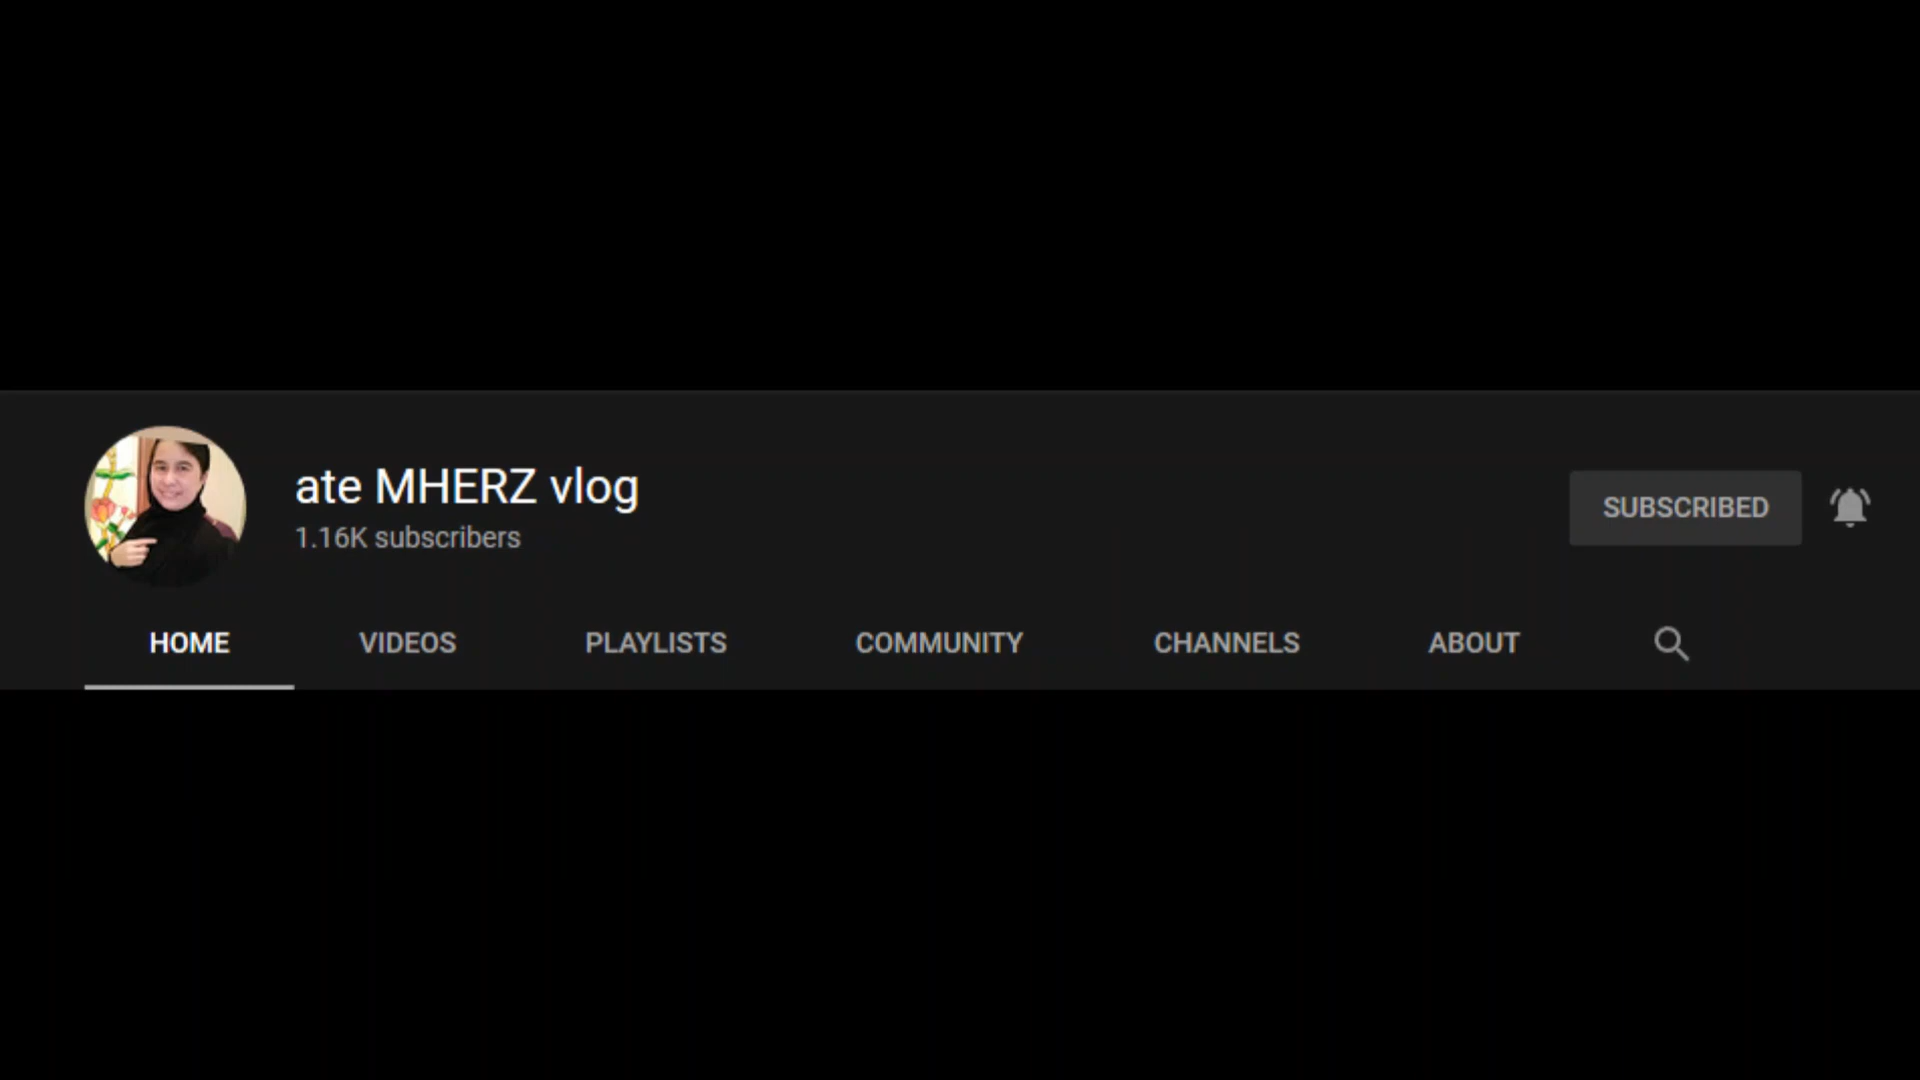 ate MHERZ vlog
1.16K subscribers
SUBSCRIBED
HOME VIDEOS PLAYLISTS COMMUNITY CHANNELS ABOUT